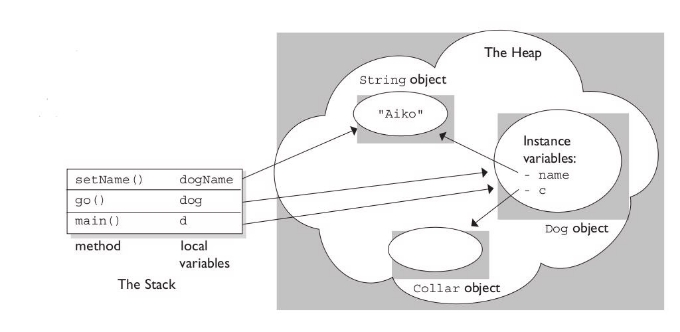 The Heap
String object
"Aiko"
Instance
variables:
- name
- c
Dog object
Collar object
setName() dogName
go() dog
main() d
method local
variables
The Stack